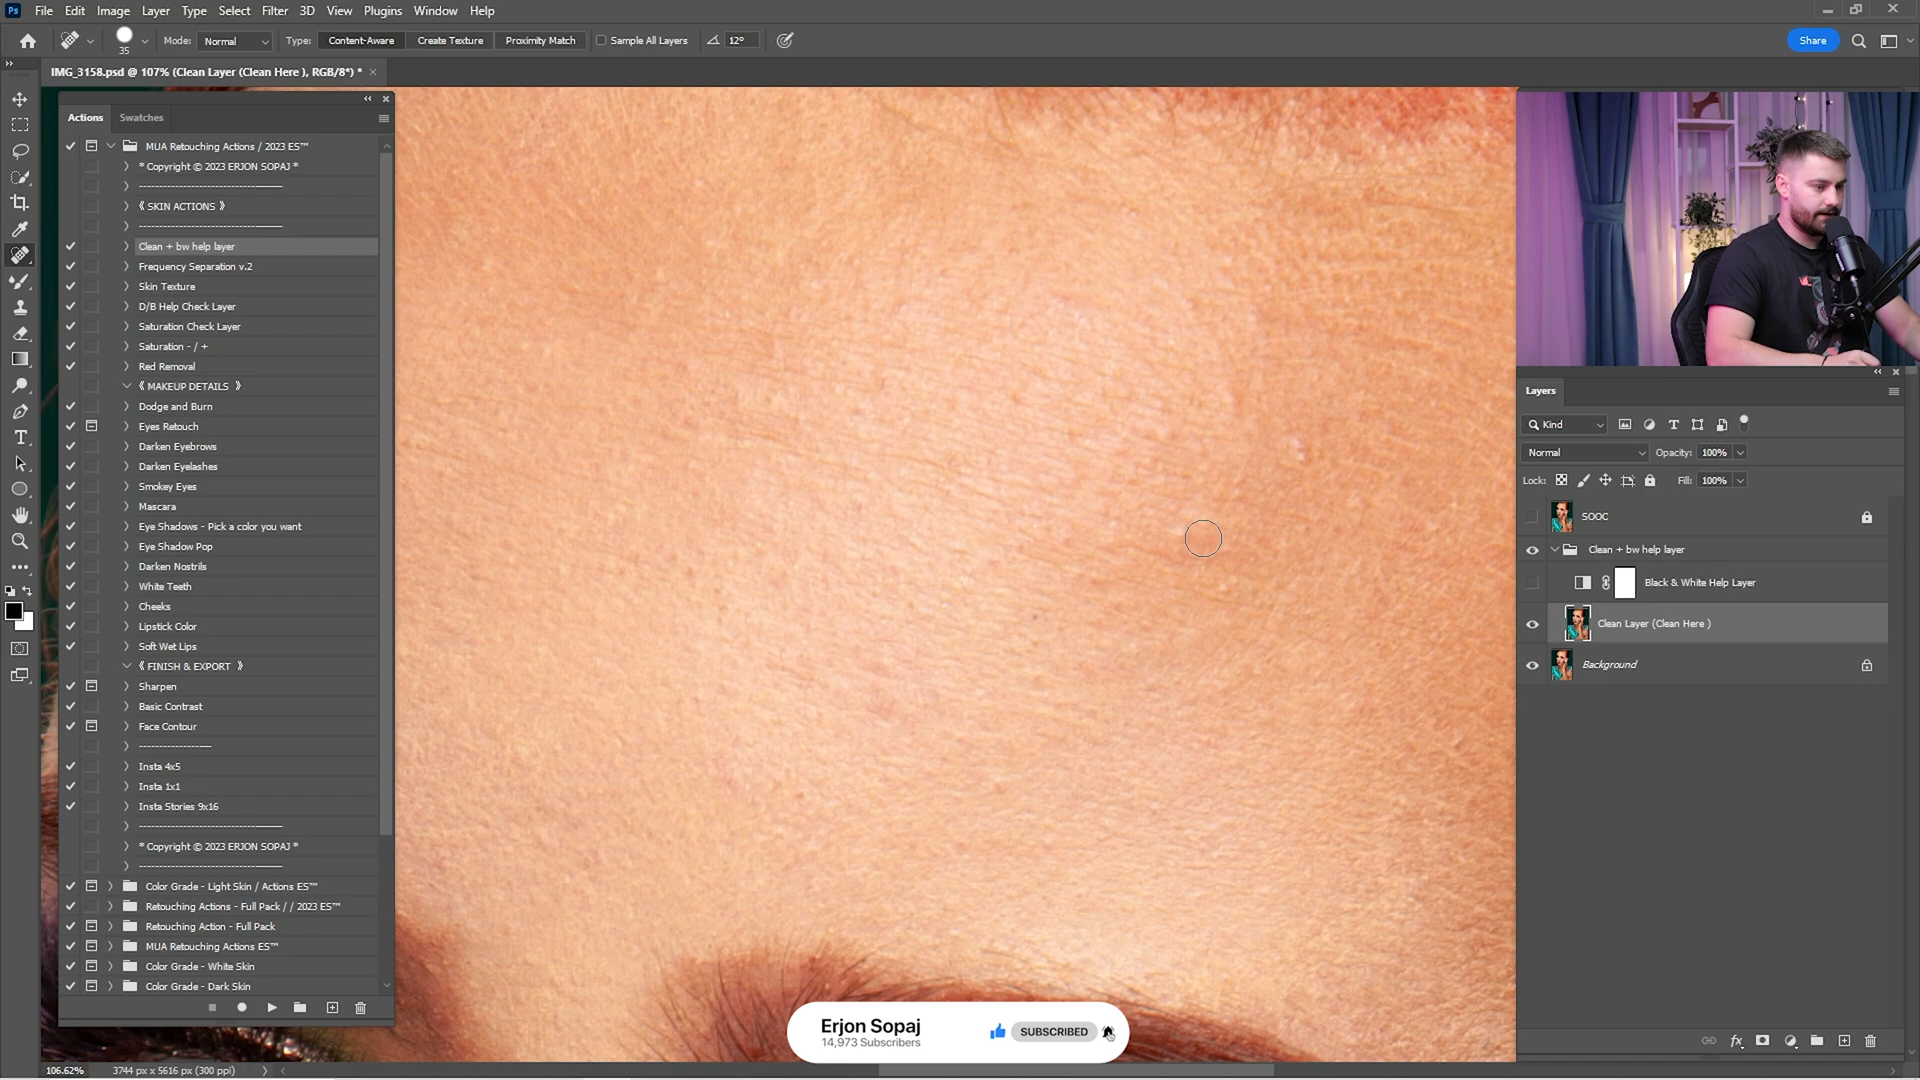 Ps File Edit Image Layer Type Select Filter 3D View Plugins Window Help
35 Mode: Normal Type: Content-Aware Create Texture Proximity Match Sample All Layers 12° Share
IMG_3158.psd @ 107% (Clean Layer (Clean Here ), RGB/8*) *
Actions Swatches
MUA Retouching Actions / 2023 ES™
* Copyright © 2023 ERJON SOPAJ *
--------------------------------------
《 SKIN ACTIONS 》
--------------------------------------
Clean + bw help layer
Frequency Separation v.2
Skin Texture
D/B Help Check Layer
Saturation Check Layer
Saturation - / +
Red Removal
《 MAKEUP DETAILS 》
Dodge and Burn
Eyes Retouch
Darken Eyebrows
Darken Eyelashes
Smokey Eyes
Mascara
Eye Shadows - Pick a color you want
Eye Shadow Pop
Darken Nostrils
White Teeth
Cheeks
Lipstick Color
Soft Wet Lips
《 FINISH & EXPORT 》
Sharpen
Basic Contrast
Face Contour
--------------------
Insta 4x5
Insta 1x1
Insta Stories 9x16
--------------------------------------
* Copyright © 2023 ERJON SOPAJ *
--------------------------------------
Color Grade - Light Skin / Actions ES™
Retouching Actions - Full Pack / / 2023 ES™
Retouching Action - Full Pack
MUA Retouching Actions ES™
Color Grade - White Skin
Color Grade - Dark Skin
Layers
Kind
Normal Opacity: 100%
Lock: Fill: 100%
SOOC
Clean + bw help layer
Black & White Help Layer
Clean Layer (Clean Here )
Background
Erjon Sopaj
14,973 Subscribers
SUBSCRIBED
106.62% 3744 px x 5616 px (300 ppi)